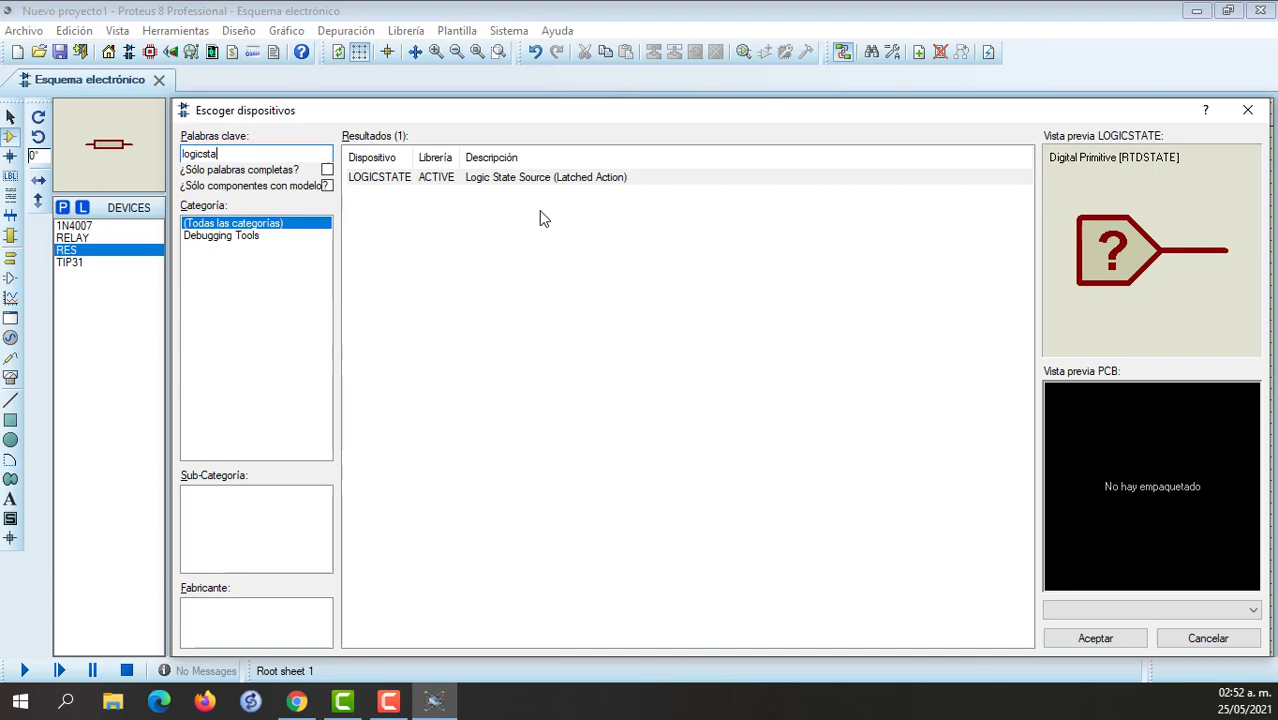 Nuevo proyecto1 - Proteus 8 Professional - Esquema electrónico
Archivo Edición Vista Herramientas Diseño Gráfico Depuración Librería Plantilla Sistema Ayuda
Esquema electrónico
Escoger dispositivos
Palabras clave:
logicsta
¿Sólo palabras completas?
¿Sólo componentes con modelo?
Categoría:
(Todas las categorías)
Debugging Tools
Sub-Categoría:
Fabricante:
Resultados (1):
Dispositivo Librería Descripción
LOGICSTATE ACTIVE Logic State Source (Latched Action)
Vista previa LOGICSTATE:
Digital Primitive [RTDSTATE]
?
Vista previa PCB:
No hay empaquetado
Aceptar Cancelar
0°
LBL
P L DEVICES
1N4007
RELAY
RES
TIP31
A
S
No Messages Root sheet 1
02:52 a. m.
25/05/2021